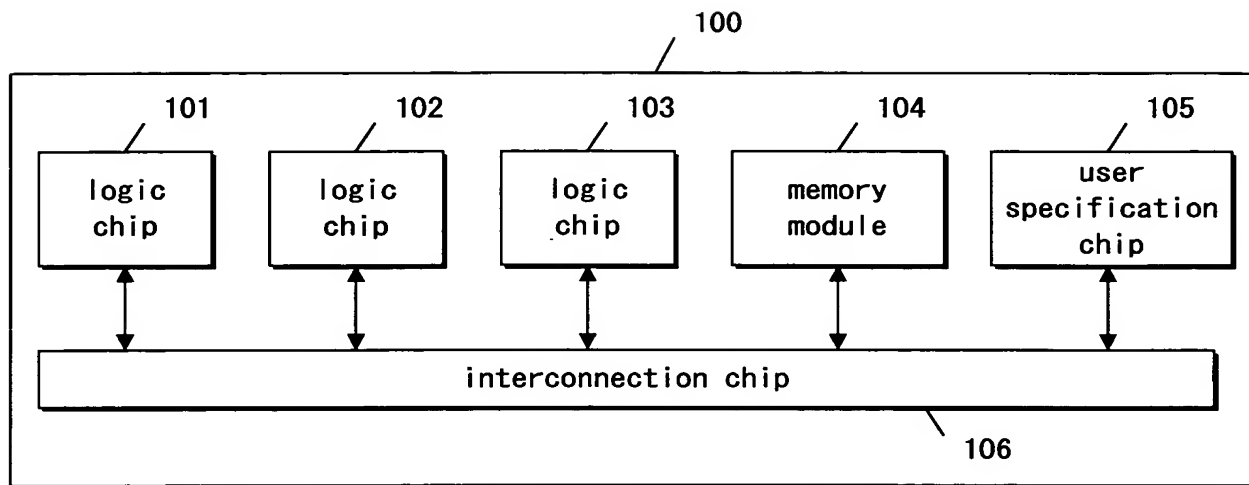 100
101
102
103
104
105
logic
chip
logic
chip
logic
chip
memory
module
user
specification
chip
interconnection chip
106